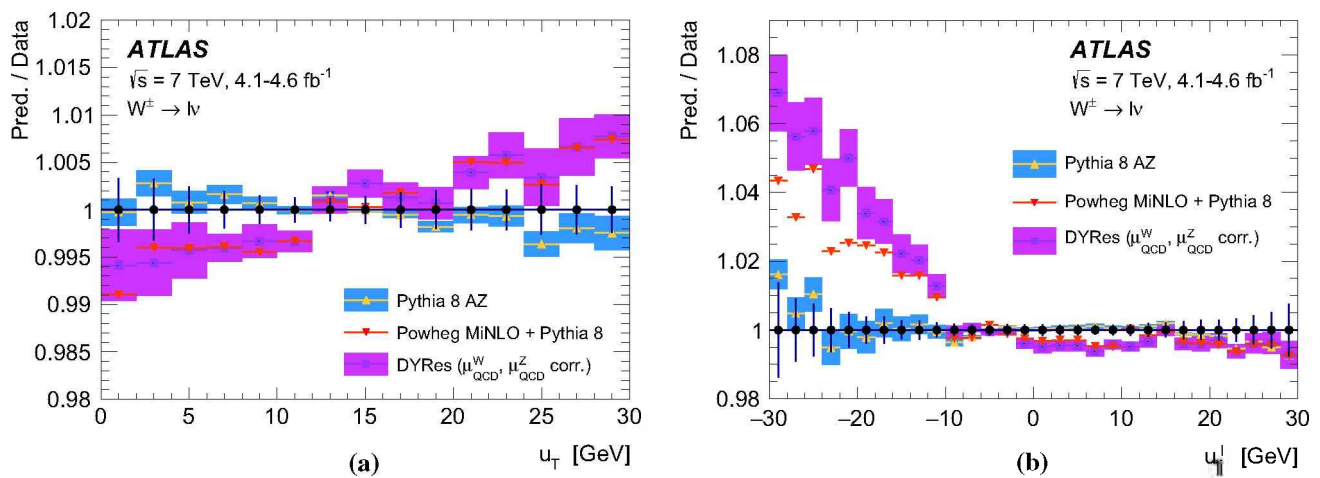 Pred. / Data
1.02
1.015
1.01
1.005
1
0.995
0.99
0.985
0.98
ATLAS
√s = 7 TeV, 4.1-4.6 fb⁻¹
W± → lν
Pythia 8 AZ
Powheg MiNLO + Pythia 8
DYRes (μ^W_QCD, μ^Z_QCD corr.)
0 5 10 15 20 25 30
u_T [GeV]
(a)
Pred. / Data
1.08
1.06
1.04
1.02
1
0.98
ATLAS
√s = 7 TeV, 4.1-4.6 fb⁻¹
W± → lν
Pythia 8 AZ
Powheg MiNLO + Pythia 8
DYRes (μ^W_QCD, μ^Z_QCD corr.)
−30 −20 −10 0 10 20 30
u^l_∥ [GeV]
(b)